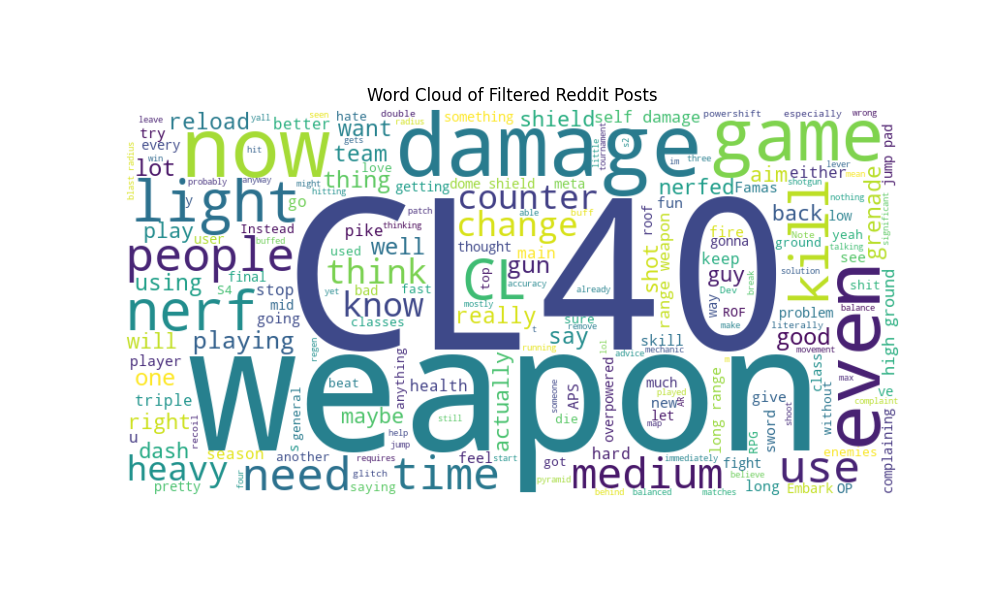 Word Cloud of Filtered Reddit Posts
leave
yall
seen
hate
double
something
shield
self damage
powershift
especially
wrong
try
reload
better
want
radius
game
every
hit
gets
now
damage
little
tournament
s2
im
three
jump pad
lot
win
team
love
thing
getting
dome shield
meta
nerfed
Famas
aim
either
lever
mean
blast radius
probably
anyway
might
hitting
light
y
go
counter
able
buff
fun
shotgun
nothing
kill
grenade
significant
play
user
Instead
patch
thinking
pike
used
change
roof
fire
back
low
Note
yeah
talking
people
final
well
thought
main
shot
range weapon
gonna
ground
see
using
S4
stop
yet
bad
fast
think
CL
top
gun
accuracy
already
keep
guy
Dev
break
solution
shit
nerf
mid
going
know
CL40
mostly
really
sure
remove
way
ROF
problem
balance
high ground
will
playing
classes
t
running
say
lol
skill
make
literally
good
movement
even
player
regen
weapon
advice
mechanic
one
beat
health
anything
actually
much
played
new
AR
class
max
ve
triple
general
s
maybe
still
someone
APS
die
overpowered
let
map
long range
give
sword
shoot
without
complaint
right
recoil
u
help
jump
dash
season
another
feel
start
got
hard
immediately
RPG
fight
believe
enemies
complaining
heavy
four
need
requires
glitch
time
pyramid
medium
use
pretty
saying
behind
balanced
matches
long
Embark
OP